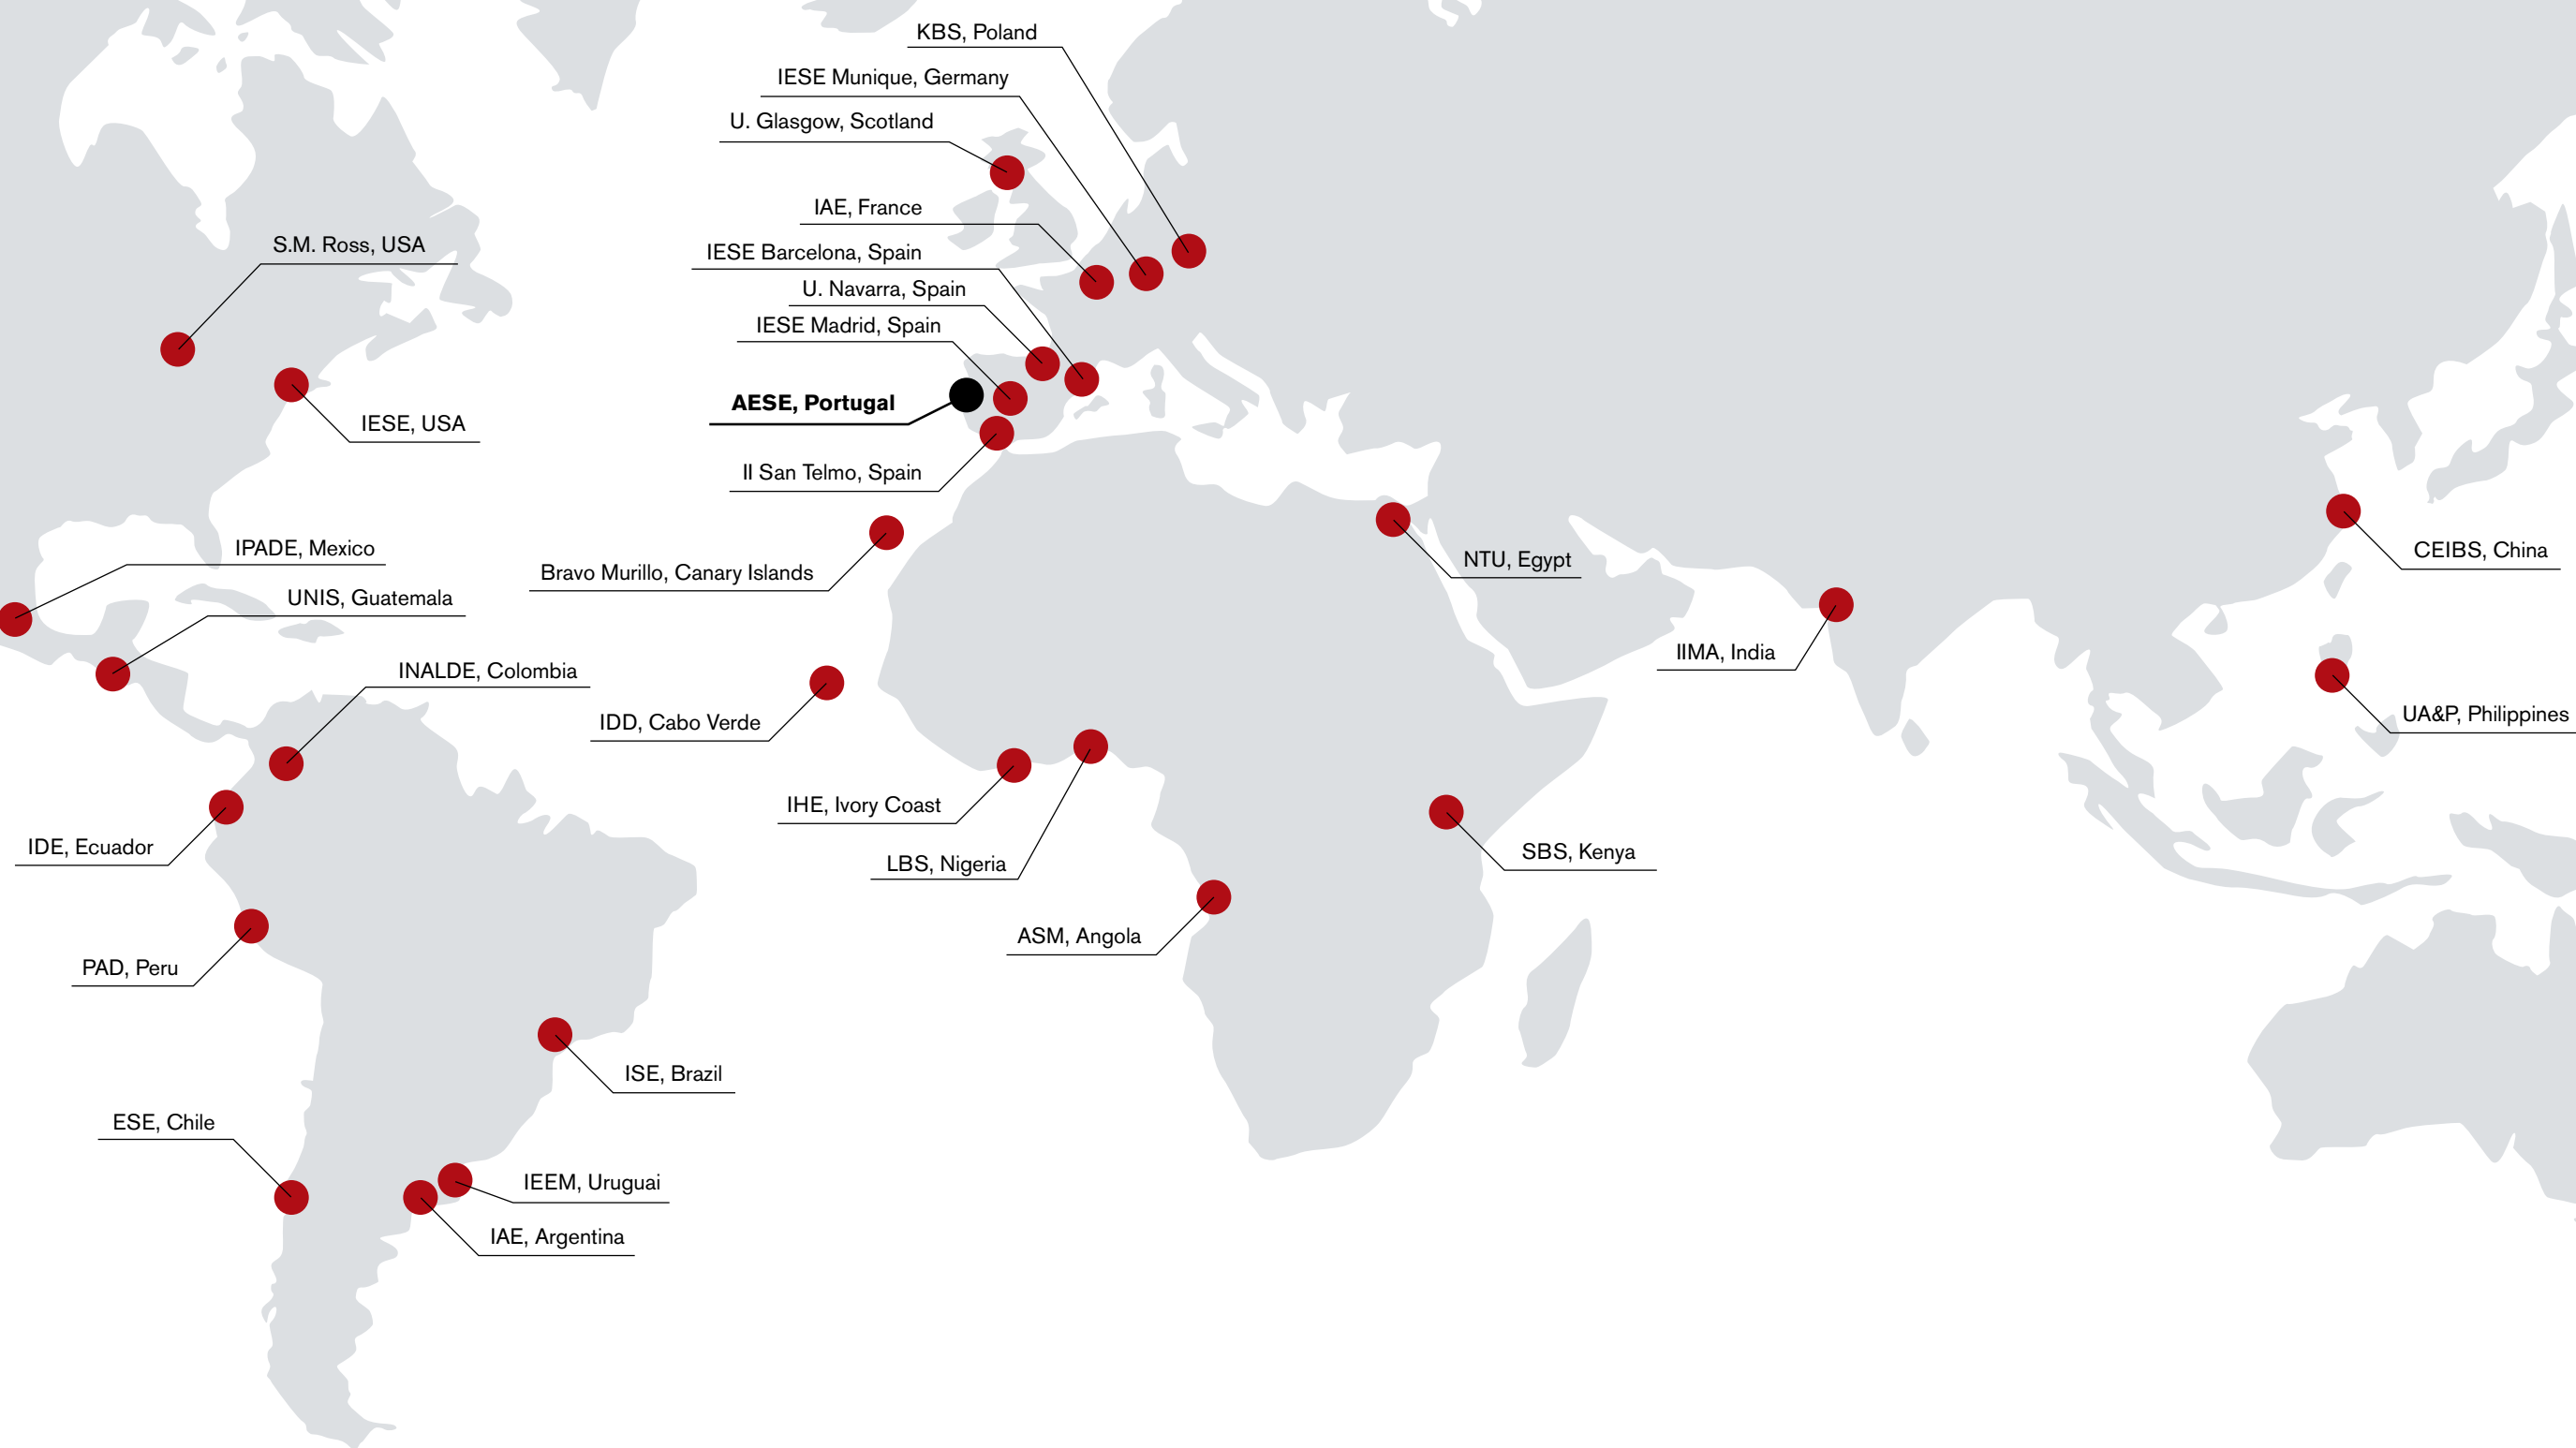 KBS, Poland
IESE Munique, Germany
U. Glasgow, Scotland
IAE, France
S.M. Ross, USA
IESE Barcelona, Spain
U. Navarra, Spain
IESE Madrid, Spain
AESE, Portugal
IESE, USA
II San Telmo, Spain
IPADE, Mexico
CEIBS, China
NTU, Egypt
Bravo Murillo, Canary Islands
UNIS, Guatemala
IIMA, India
INALDE, Colombia
UA&P, Philippines
IDD, Cabo Verde
IHE, Ivory Coast
IDE, Ecuador
SBS, Kenya
LBS, Nigeria
ASM, Angola
PAD, Peru
ISE, Brazil
ESE, Chile
IEEM, Uruguai
IAE, Argentina